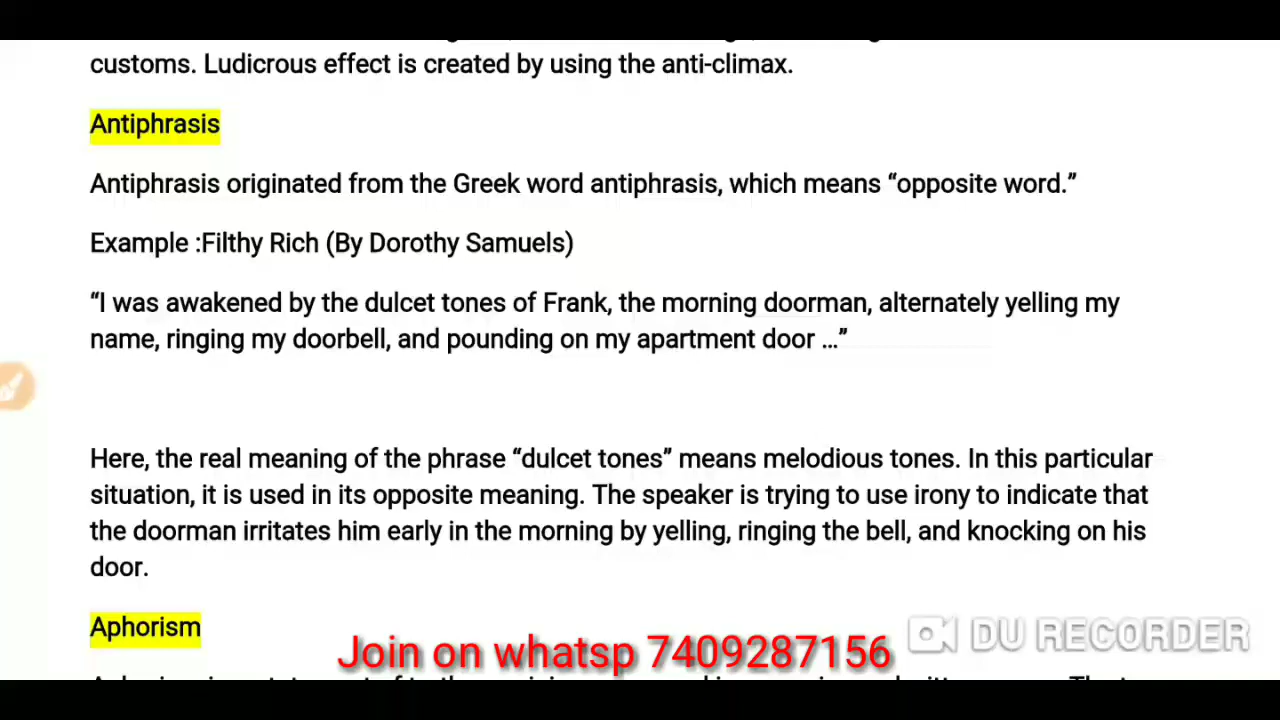 customs. Ludicrous effect is created by using the anti-climax.
Antiphrasis
Antiphrasis originated from the Greek word antiphrasis, which means “opposite word.”
Example :Filthy Rich (By Dorothy Samuels)
“I was awakened by the dulcet tones of Frank, the morning doorman, alternately yelling my
name, ringing my doorbell, and pounding on my apartment door …”
Here, the real meaning of the phrase “dulcet tones” means melodious tones. In this particular
situation, it is used in its opposite meaning. The speaker is trying to use irony to indicate that
the doorman irritates him early in the morning by yelling, ringing the bell, and knocking on his
door.
Aphorism
Join on whatsp 7409287156
DU RECORDER